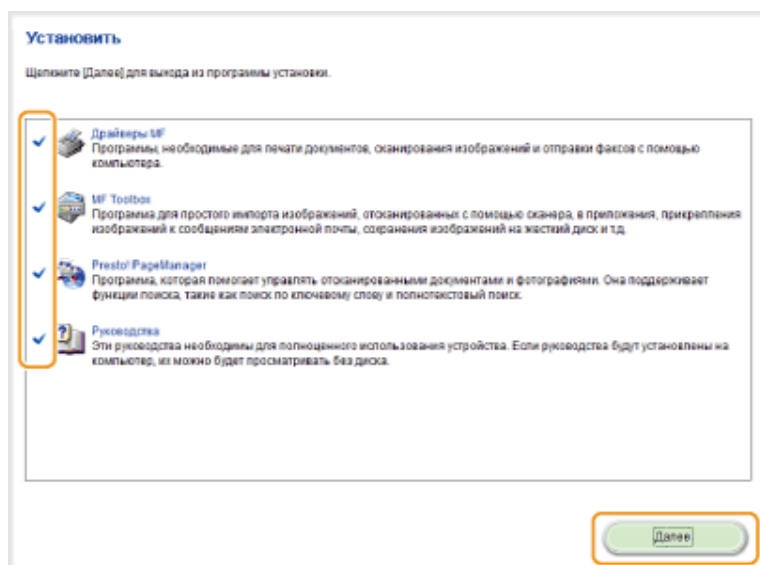 Установить
Щелкните [Далее] для выхода из программы установки.
Драйверы MF
Программы, необходимые для печати документов, сканирования изображений и отправки факсов с помощью
компьютера.
MF Toolbox
Программа для простого импорта изображений, отсканированных с помощью сканера, в приложения, прикрепления
изображений к сообщениям электронной почты, сохранения изображений на жесткий диск и т.д.
Presto! PageManager
Программа, которая помогает управлять отсканированными документами и фотографиями. Она поддерживает
функции поиска, такие как поиск по ключевому слову и полнотекстовый поиск.
Руководства
Эти руководства необходимы для полноценного использования устройства. Если руководства будут установлены на
компьютер, их можно будет просматривать без диска.
Далее